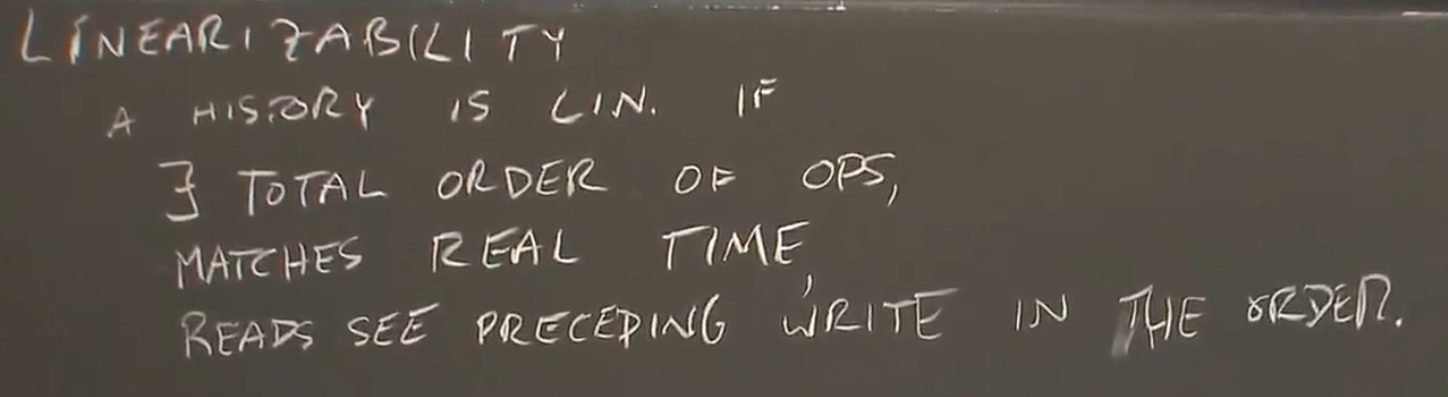 LINEARIZABILITY
A HISTORY IS LIN. IF
∃ TOTAL ORDER OF OPS,
MATCHES REAL TIME,
READS SEE PRECEDING WRITE IN THE ORDER.